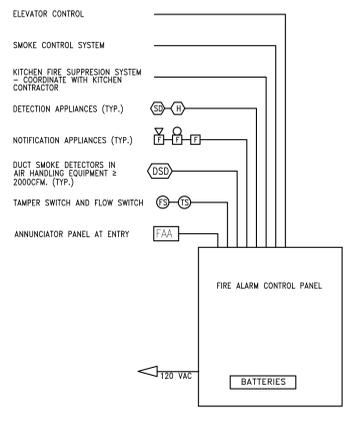 ELEVATOR CONTROL
SMOKE CONTROL SYSTEM
KITCHEN FIRE SUPPRESION SYSTEM
– COORDINATE WITH KITCHEN
CONTRACTOR
DETECTION APPLIANCES (TYP.)
SD H
NOTIFICATION APPLIANCES (TYP.)
F F F
DUCT SMOKE DETECTORS IN
AIR HANDLING EQUIPMENT ≥
2000CFM. (TYP.)
DSD
TAMPER SWITCH AND FLOW SWITCH
FS TS
ANNUNCIATOR PANEL AT ENTRY
FAA
FIRE ALARM CONTROL PANEL
120 VAC
BATTERIES